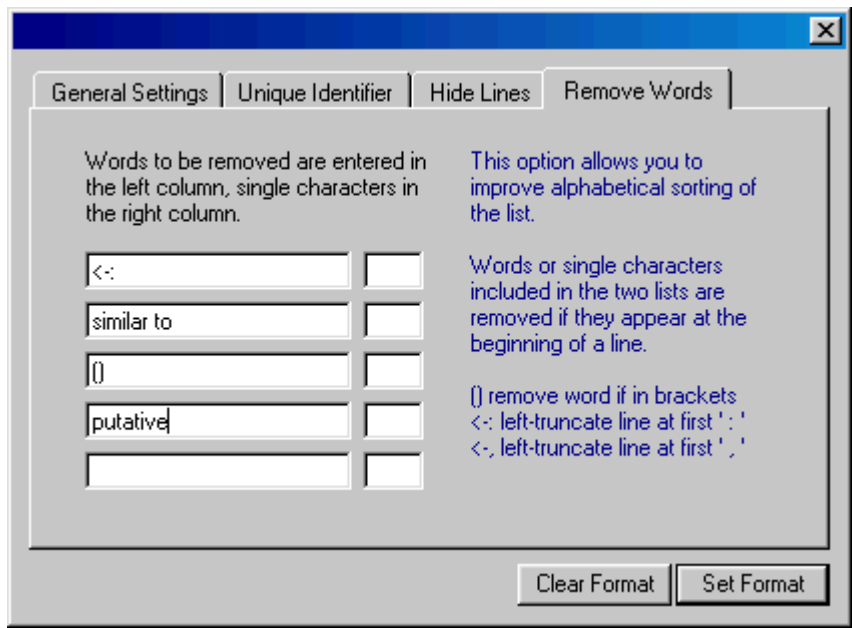 General Settings
Unique Identifier
Hide Lines
Remove Words
Words to be removed are entered in
the left column, single characters in
the right column.
<-:
similar to
()
putative
This option allows you to
improve alphabetical sorting of
the list.
Words or single characters
included in the two lists are
removed if they appear at the
beginning of a line.
() remove word if in brackets
<-: left-truncate line at first ' : '
<-, left-truncate line at first ' , '
Clear Format
Set Format